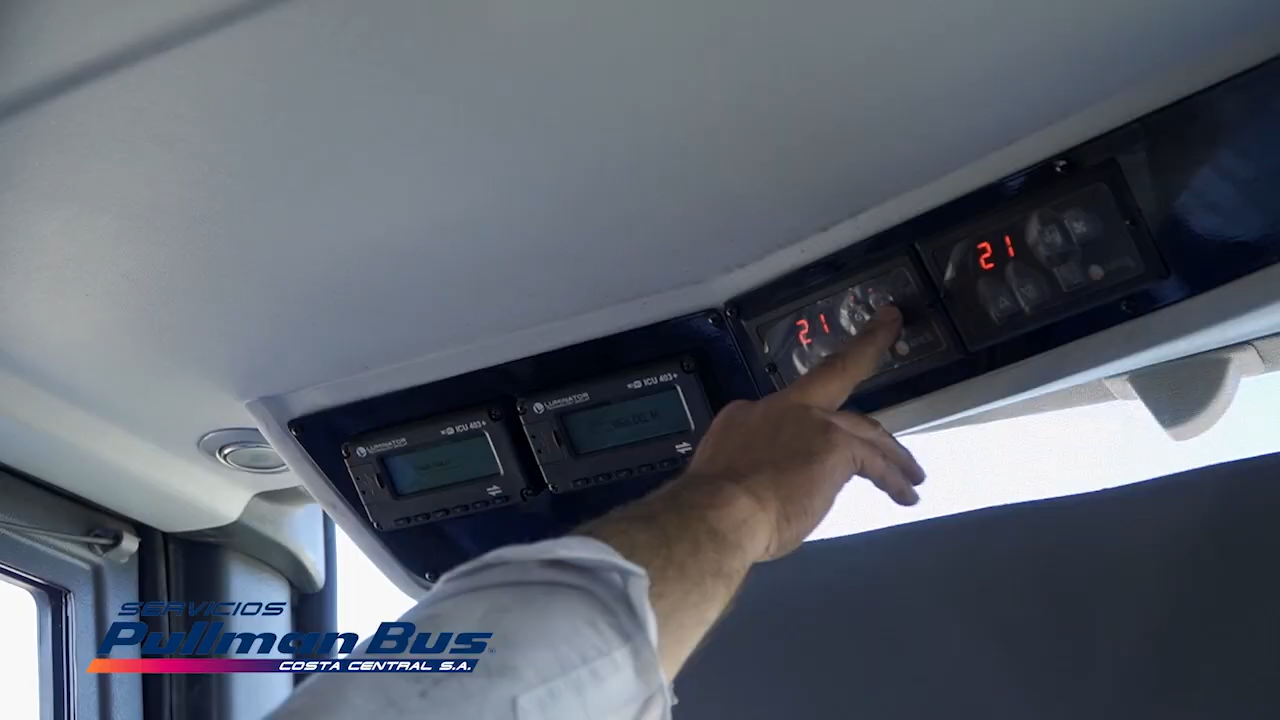 21
21
LUMINATOR
ICU 403+
LUMINATOR
ICU 403+
SERVICIOS
Pullman Bus
COSTA CENTRAL S.A.